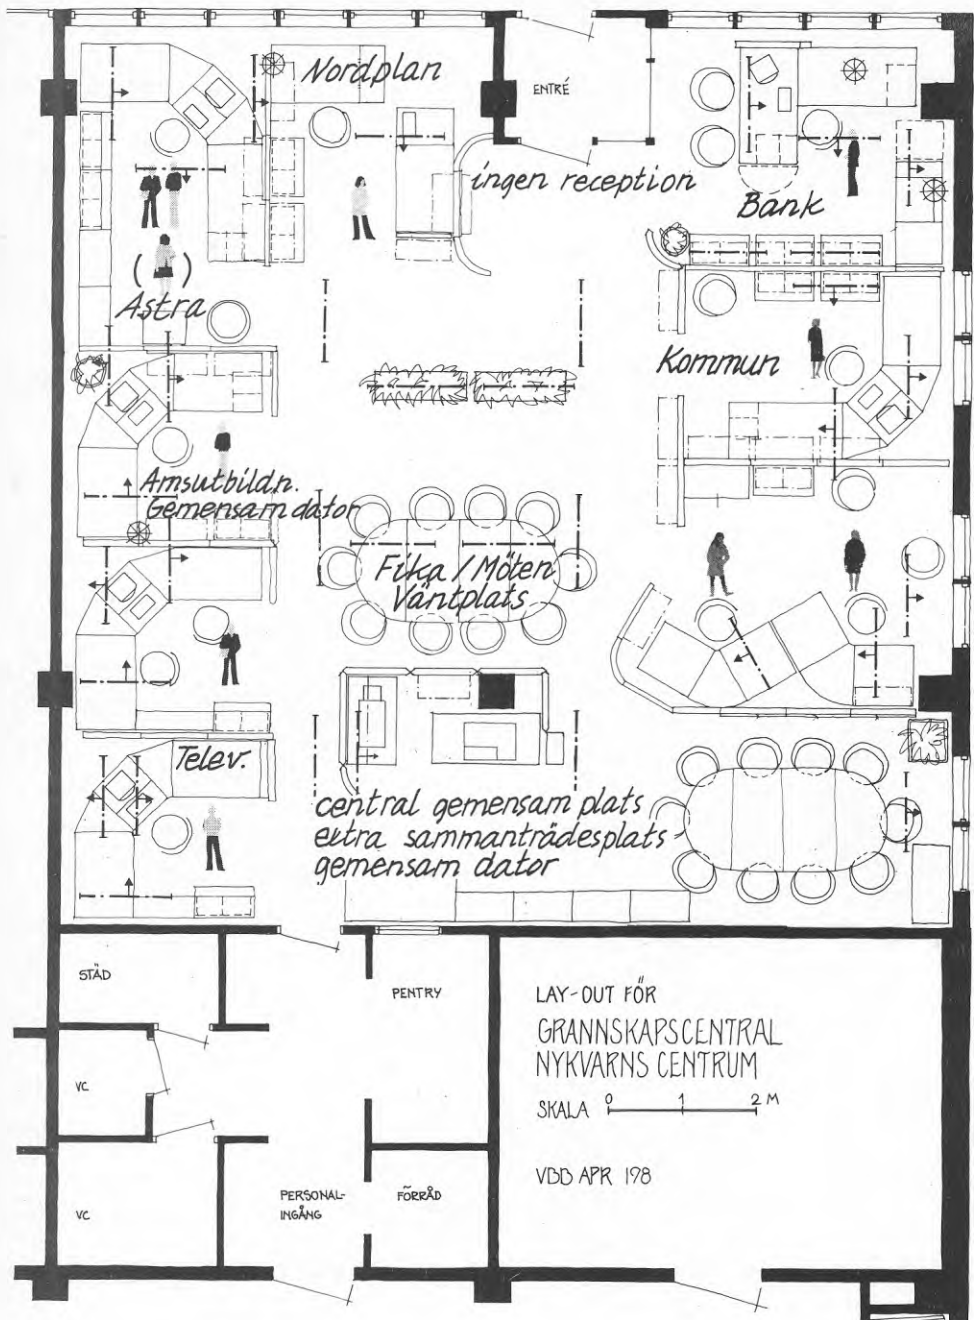 Nordplan
ENTRÉ
ingen reception
Bank
( )
Astra
Kommun
Amsutbildn.
Gemensam dator
Fika / Möten
Väntplats
Telev.
central gemensam plats
extra sammanträdesplats
gemensam dator
STÄD
PENTRY
VC
VC
PERSONAL-
INGÅNG
FÖRRÅD
LAY-OUT FÖR
GRANNSKAPSCENTRAL
NYKVARNS CENTRUM
SKALA 0 1 2 M
VBB APR 198